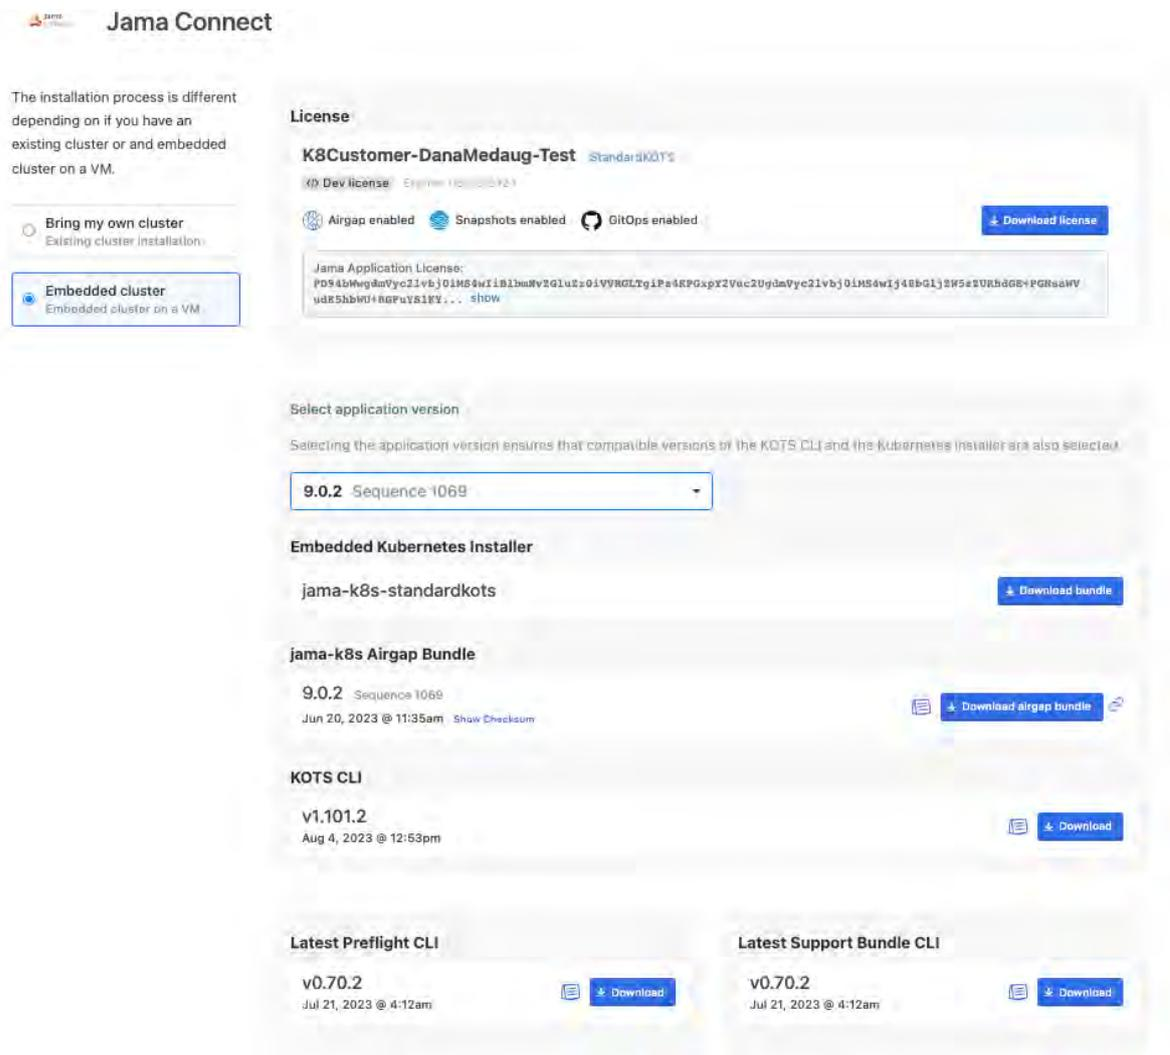 Jama Connect
The installation process is different
depending on if you have an
existing cluster or and embedded
cluster on a VM.
Bring my own cluster
Existing cluster installation
Embedded cluster
Embedded cluster on a VM
License
K8Customer-DanaMedaug-Test StandardKOTS
Dev license
Airgap enabled Snapshots enabled GitOps enabled
Download license
Jama Application License:
show
Select application version
Selecting the application version ensures that compatible versions of the KOTS CLI and the Kubernetes installer are also selected.
9.0.2 Sequence 1069
Embedded Kubernetes Installer
jama-k8s-standardkots
Download bundle
jama-k8s Airgap Bundle
9.0.2 Sequence 1069
Jun 20, 2023 @ 11:35am Show Checksum
Download airgap bundle
KOTS CLI
v1.101.2
Aug 4, 2023 @ 12:53pm
Download
Latest Preflight CLI
v0.70.2
Jul 21, 2023 @ 4:12am
Download
Latest Support Bundle CLI
v0.70.2
Jul 21, 2023 @ 4:12am
Download